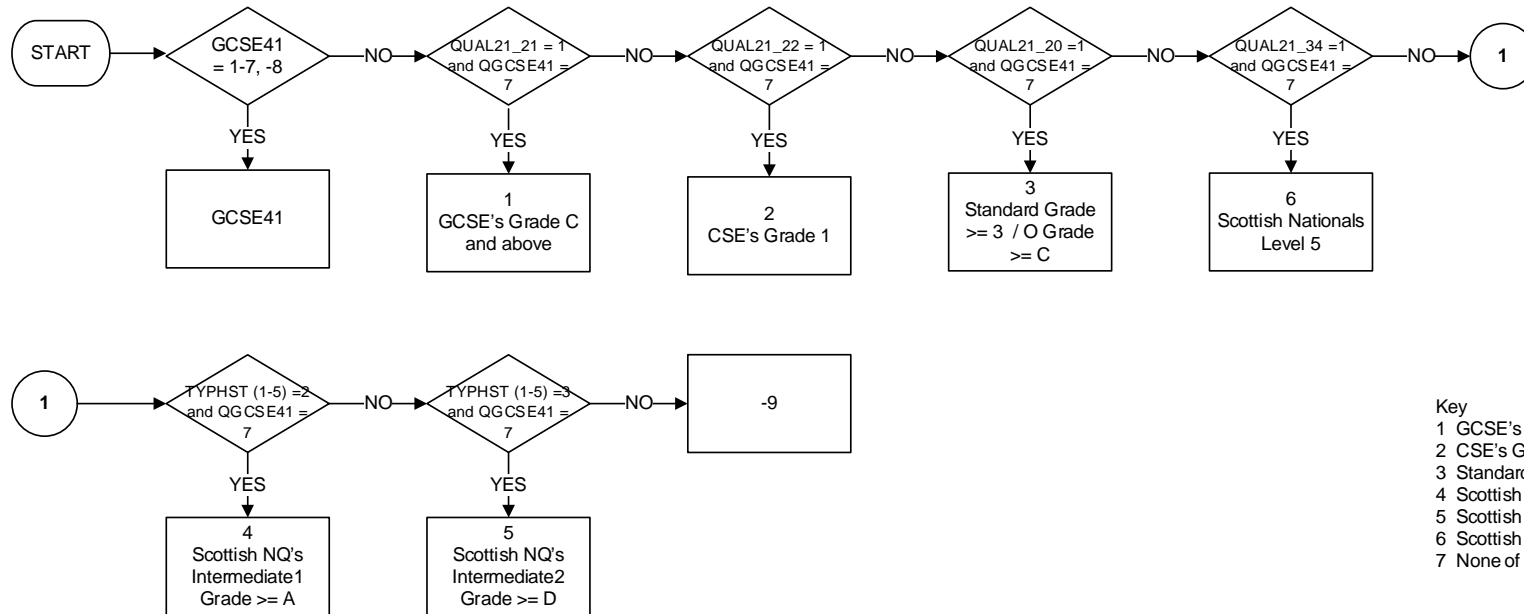 START
GCSE41
= 1-7, -8
NO
QUAL21_21 = 1
and QGCSE41 =
7
NO
QUAL21_22 = 1
and QGCSE41 =
7
NO
QUAL21_20 =1
and QGCSE41 =
7
NO
QUAL21_34 =1
and QGCSE41 =
7
NO
1
YES
YES
YES
YES
YES
GCSE41
1
GCSE's Grade C
and above
2
CSE's Grade 1
3
Standard Grade
>= 3 / O Grade
>= C
6
Scottish Nationals
Level 5
1
TYPHST (1-5) =2
and QGCSE41 =
7
NO
TYPHST (1-5) =3
and QGCSE41 =
7
NO
-9
YES
YES
4
Scottish NQ's
Intermediate1
Grade >= A
5
Scottish NQ's
Intermediate2
Grade >= D
Key
1 GCSE's
2 CSE's G
3 Standard
4 Scottish
5 Scottish
6 Scottish
7 None of